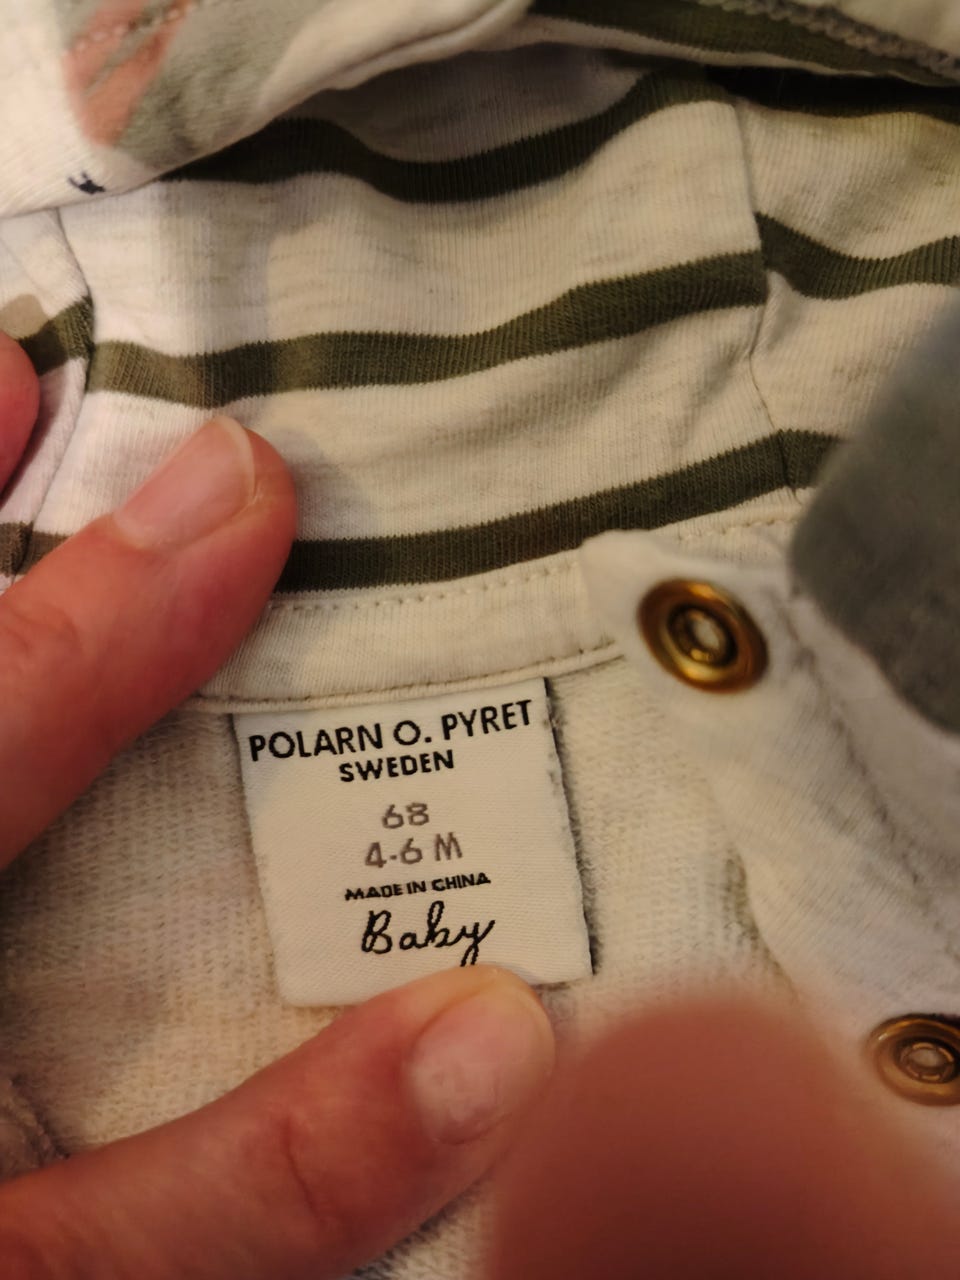 POLARN O. PYRET
SWEDEN
68
4-6 M
MADE IN CHINA
Baby